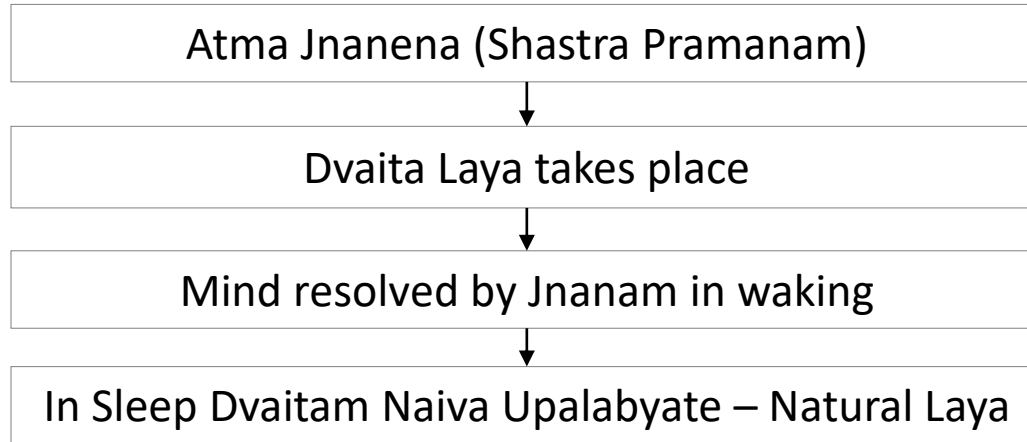 Atma Jnanena (Shastra Pramanam)
Dvaita Laya takes place
Mind resolved by Jnanam in waking
In Sleep Dvaitam Naiva Upalabyate – Natural Laya